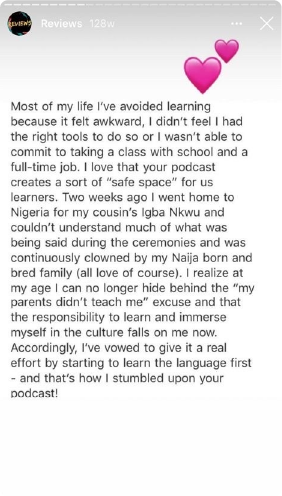 REVIEWS
Reviews 128w
Most of my life I've avoided learning
because it felt awkward, I didn't feel I had
the right tools to do so or I wasn't able to
commit to taking a class with school and a
full-time job. I love that your podcast
creates a sort of "safe space" for us
learners. Two weeks ago I went home to
Nigeria for my cousin's Igba Nkwu and
couldn't understand much of what was
being said during the ceremonies and was
continuously clowned by my Naija born and
bred family (all love of course). I realize at
my age I can no longer hide behind the "my
parents didn't teach me" excuse and that
the responsibility to learn and immerse
myself in the culture falls on me now.
Accordingly, I've vowed to give it a real
effort by starting to learn the language first
- and that's how I stumbled upon your
podcast!